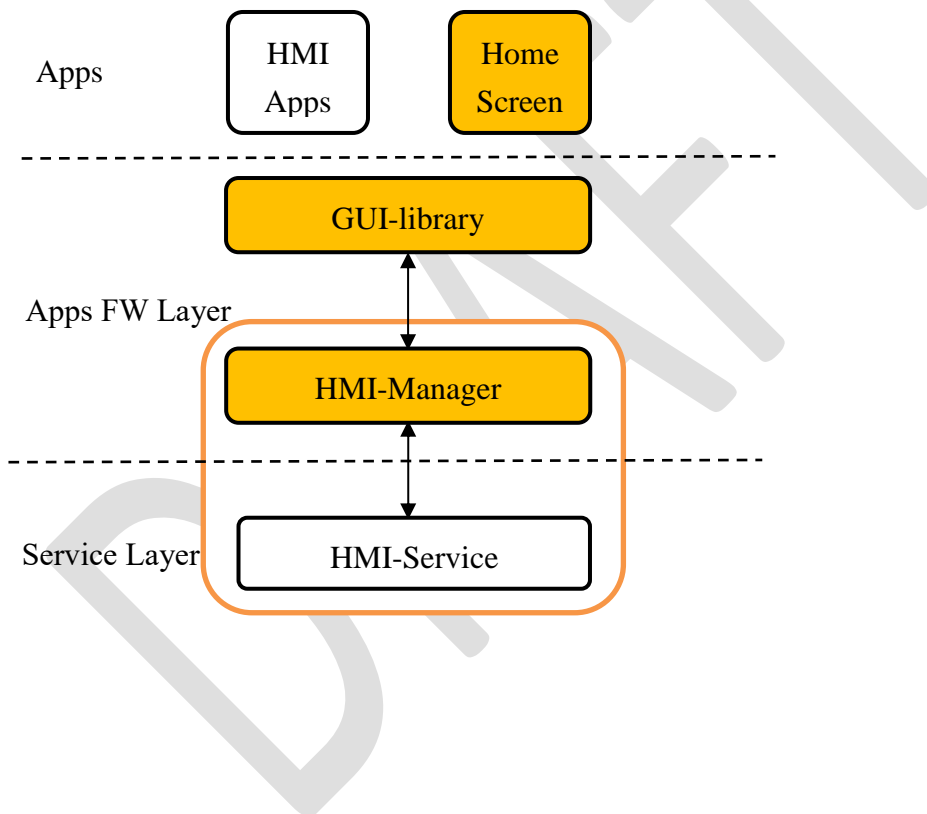 HMI
Apps
Home
Screen
Apps
GUI-library
Apps FW Layer
HMI-Manager
Service Layer
HMI-Service
DRAFT